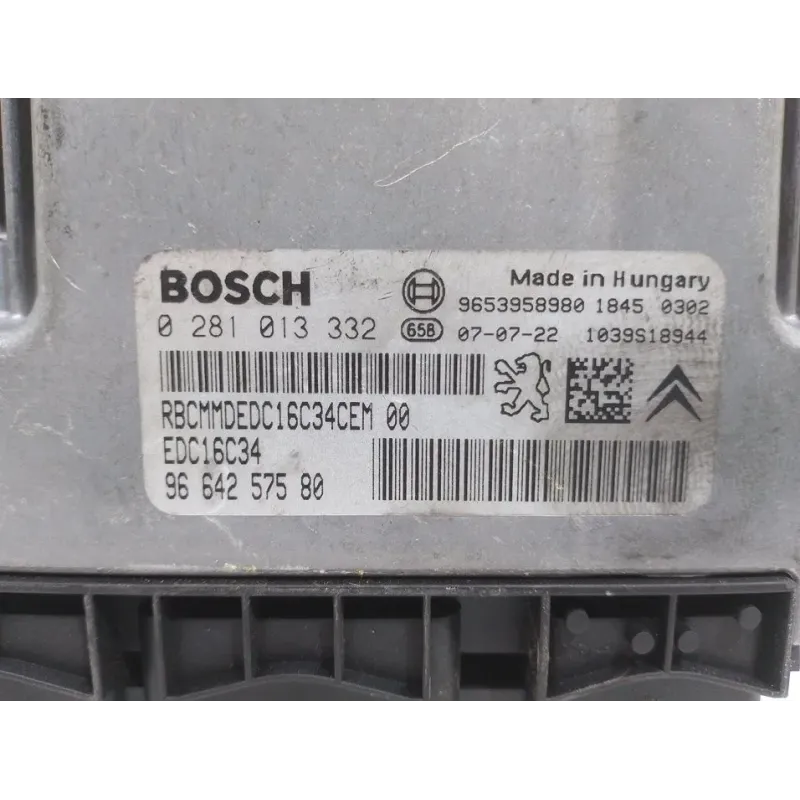 BOSCH
Made in Hungary
9653958980 1845 0302
0 281 013 332
658
07-07-22 1039S18944
RBCMMDEDC16C34CEM 00
EDC16C34
96 642 575 80